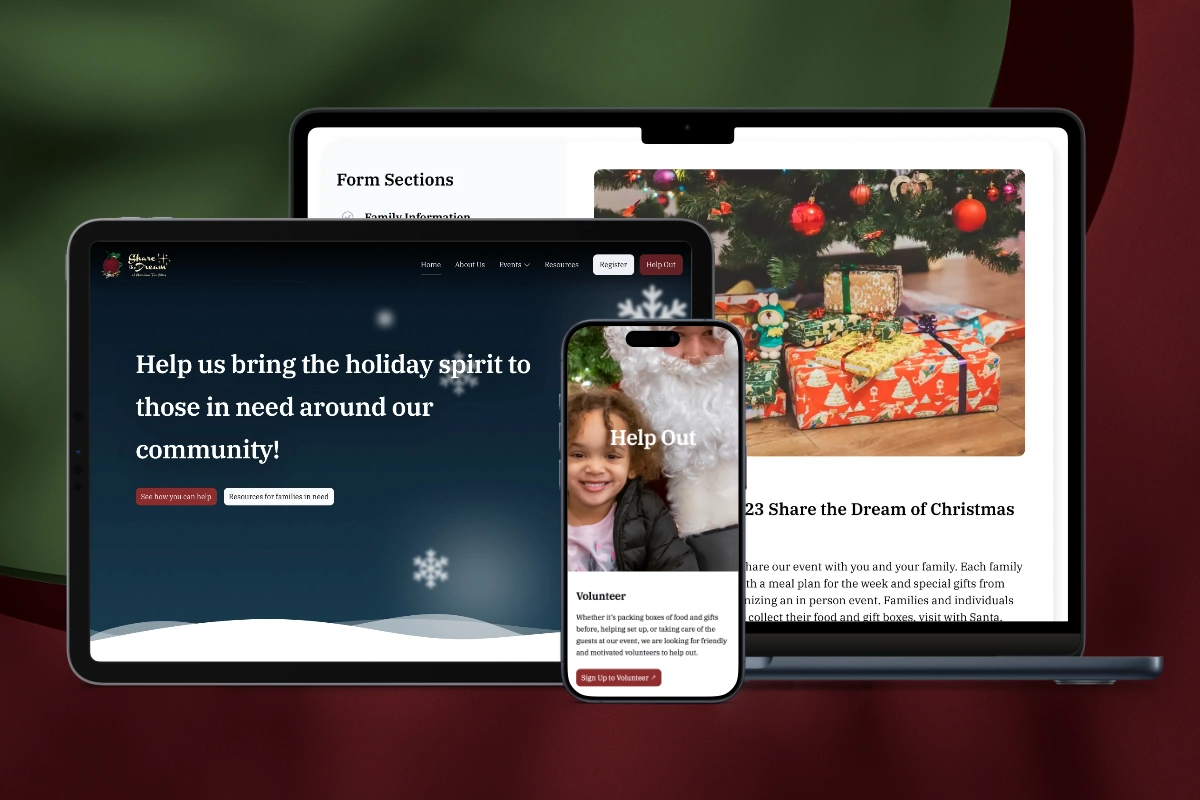 Form Sections
Family Information
Share
the Dream
Home
About Us
Events
Resources
Register
Help Out
Help us bring the holiday spirit to
those in need around our
community!
See how you can help
Resources for families in need
Help Out
Volunteer
Whether it's packing boxes of food and gifts
before, helping set up, or taking care of the
guests at our event, we are looking for friendly
and motivated volunteers to help out.
Sign Up to Volunteer ↗
23 Share the Dream of Christmas
hare our event with you and your family. Each family
th a meal plan for the week and special gifts from
nizing an in person event. Families and individuals
collect their food and gift boxes, visit with Santa,